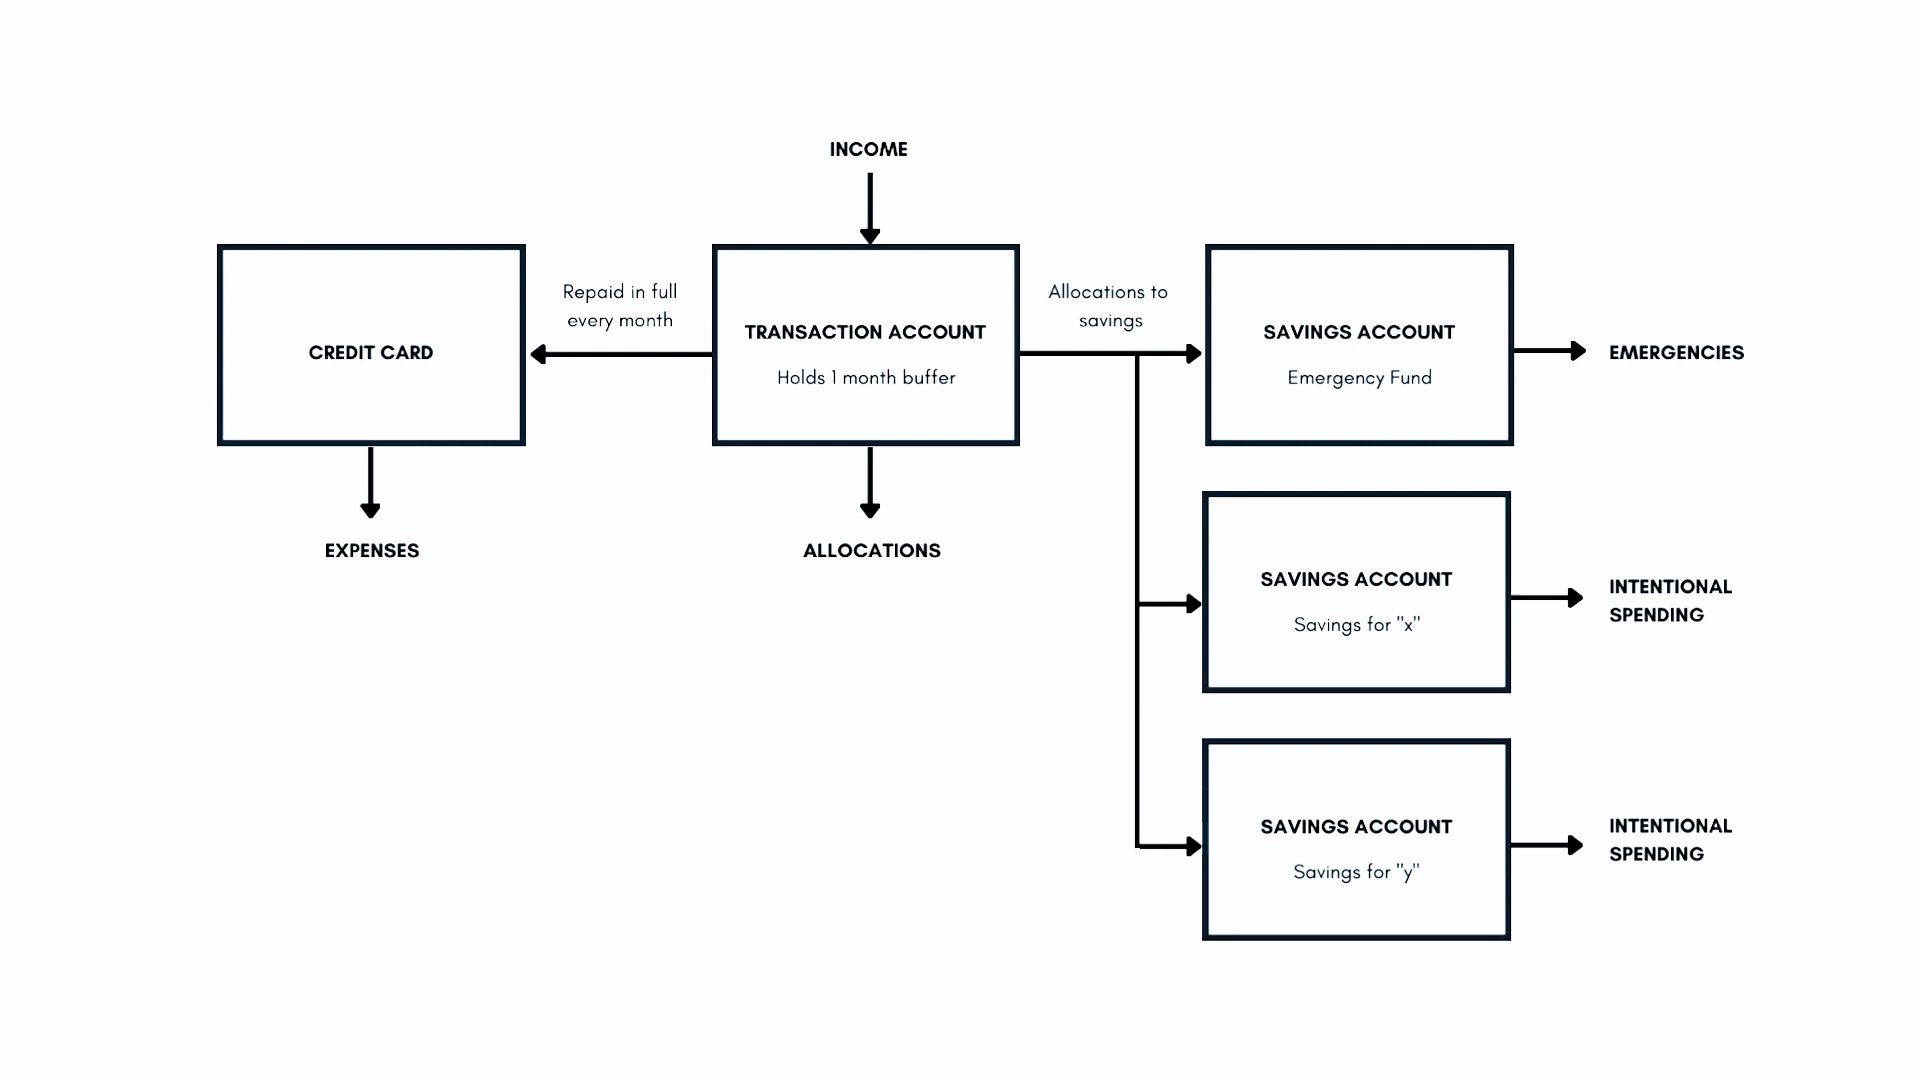 INCOME
Repaid in full
every month
Allocations to
savings
CREDIT CARD
TRANSACTION ACCOUNT
Holds 1 month buffer
SAVINGS ACCOUNT
Emergency Fund
EMERGENCIES
EXPENSES
ALLOCATIONS
SAVINGS ACCOUNT
Savings for "x"
INTENTIONAL
SPENDING
SAVINGS ACCOUNT
Savings for "y"
INTENTIONAL
SPENDING